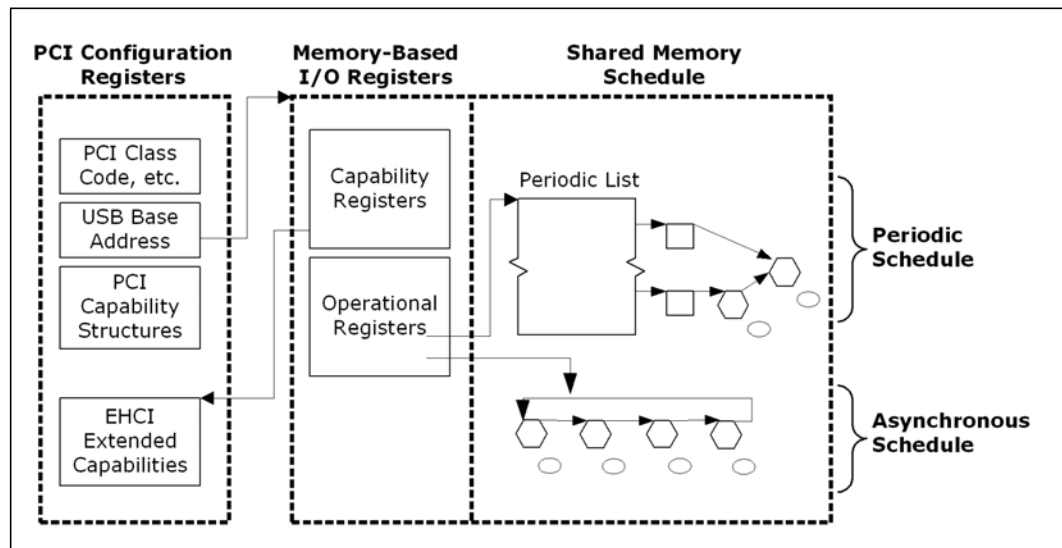 PCI Configuration
Registers
Memory-Based
I/O Registers
Shared Memory
Schedule
PCI Class
Code, etc.
USB Base
Address
PCI
Capability
Structures
EHCI
Extended
Capabilities
Capability
Registers
Operational
Registers
Periodic List
Periodic
Schedule
Asynchronous
Schedule